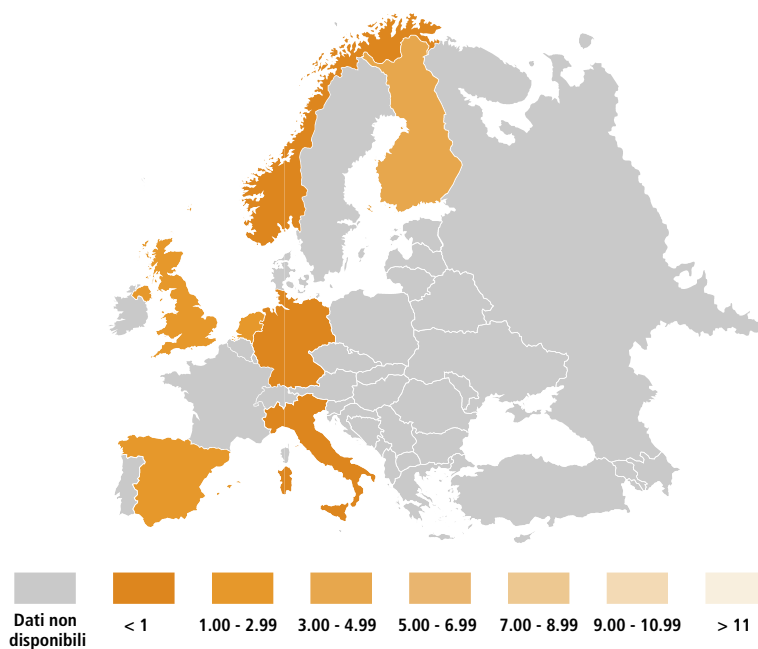 Dati non
disponibili
< 1
1.00 - 2.99
3.00 - 4.99
5.00 - 6.99
7.00 - 8.99
9.00 - 10.99
> 11